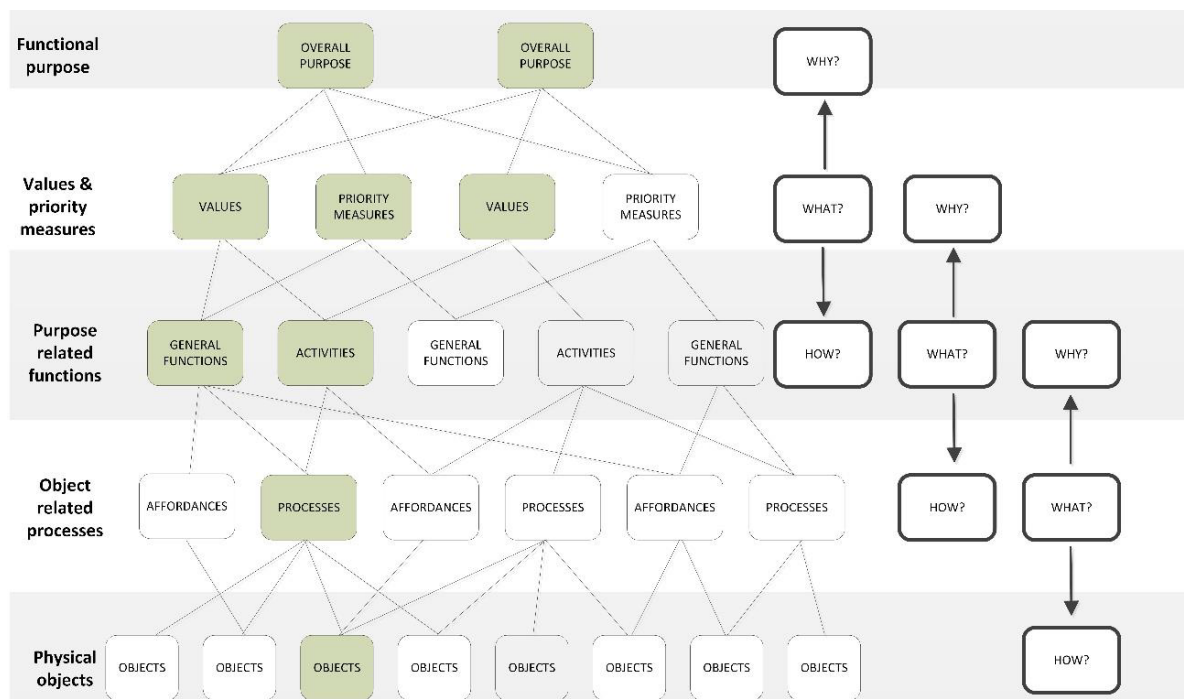 Functional
purpose
OVERALL
PURPOSE
OVERALL
PURPOSE
WHY?
Values &
priority
measures
VALUES
PRIORITY
MEASURES
VALUES
PRIORITY
MEASURES
WHAT?
WHY?
Purpose
related
functions
GENERAL
FUNCTIONS
ACTIVITIES
GENERAL
FUNCTIONS
ACTIVITIES
GENERAL
FUNCTIONS
HOW?
WHAT?
WHY?
Object
related
processes
AFFORDANCES
PROCESSES
AFFORDANCES
PROCESSES
AFFORDANCES
PROCESSES
HOW?
WHAT?
Physical
objects
OBJECTS
OBJECTS
OBJECTS
OBJECTS
OBJECTS
OBJECTS
OBJECTS
OBJECTS
HOW?